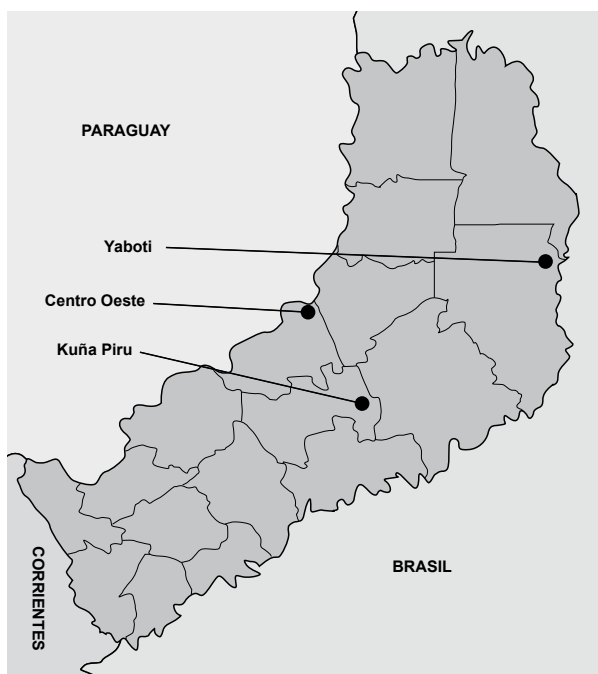 PARAGUAY
Yaboti
Centro Oeste
Kuña Piru
CORRIENTES
BRASIL